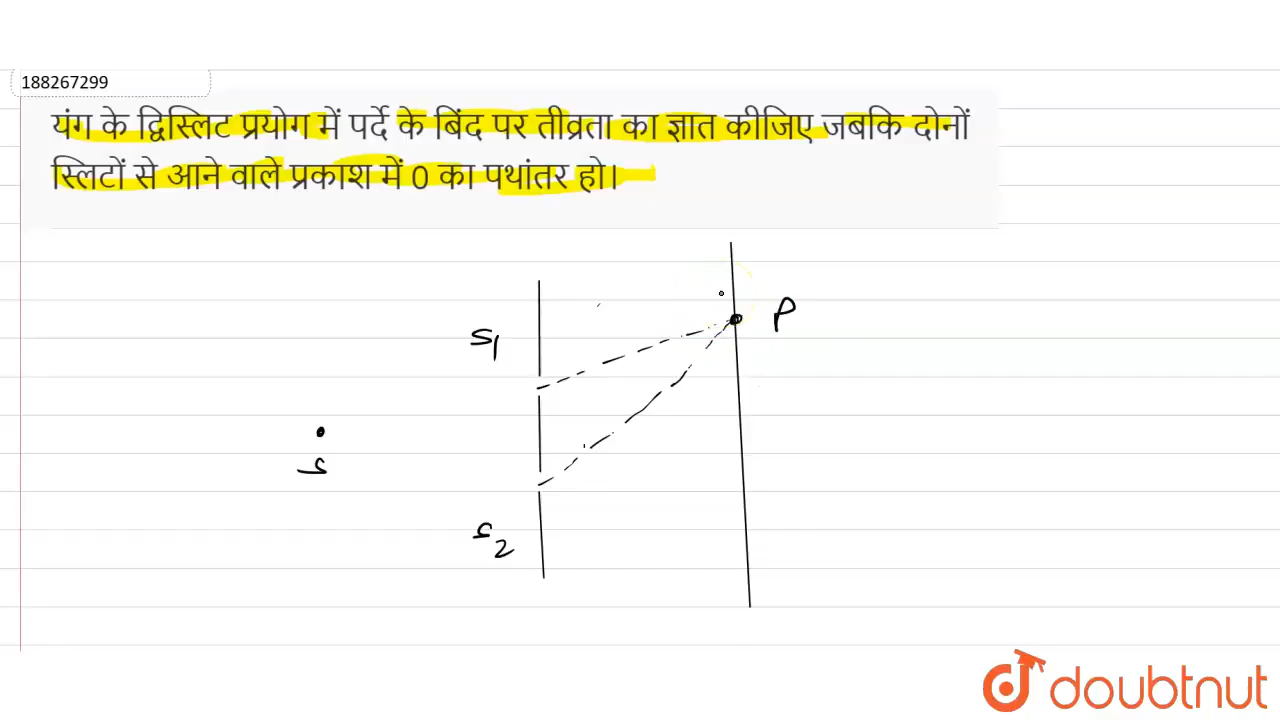 188267299
यंग के द्विस्लिट प्रयोग में पर्दे के बिंद पर तीव्रता का ज्ञात कीजिए जबकि दोनों
स्लिटों से आने वाले प्रकाश में 0 का पथांतर हो।
P
S1
S
S2
doubtnut